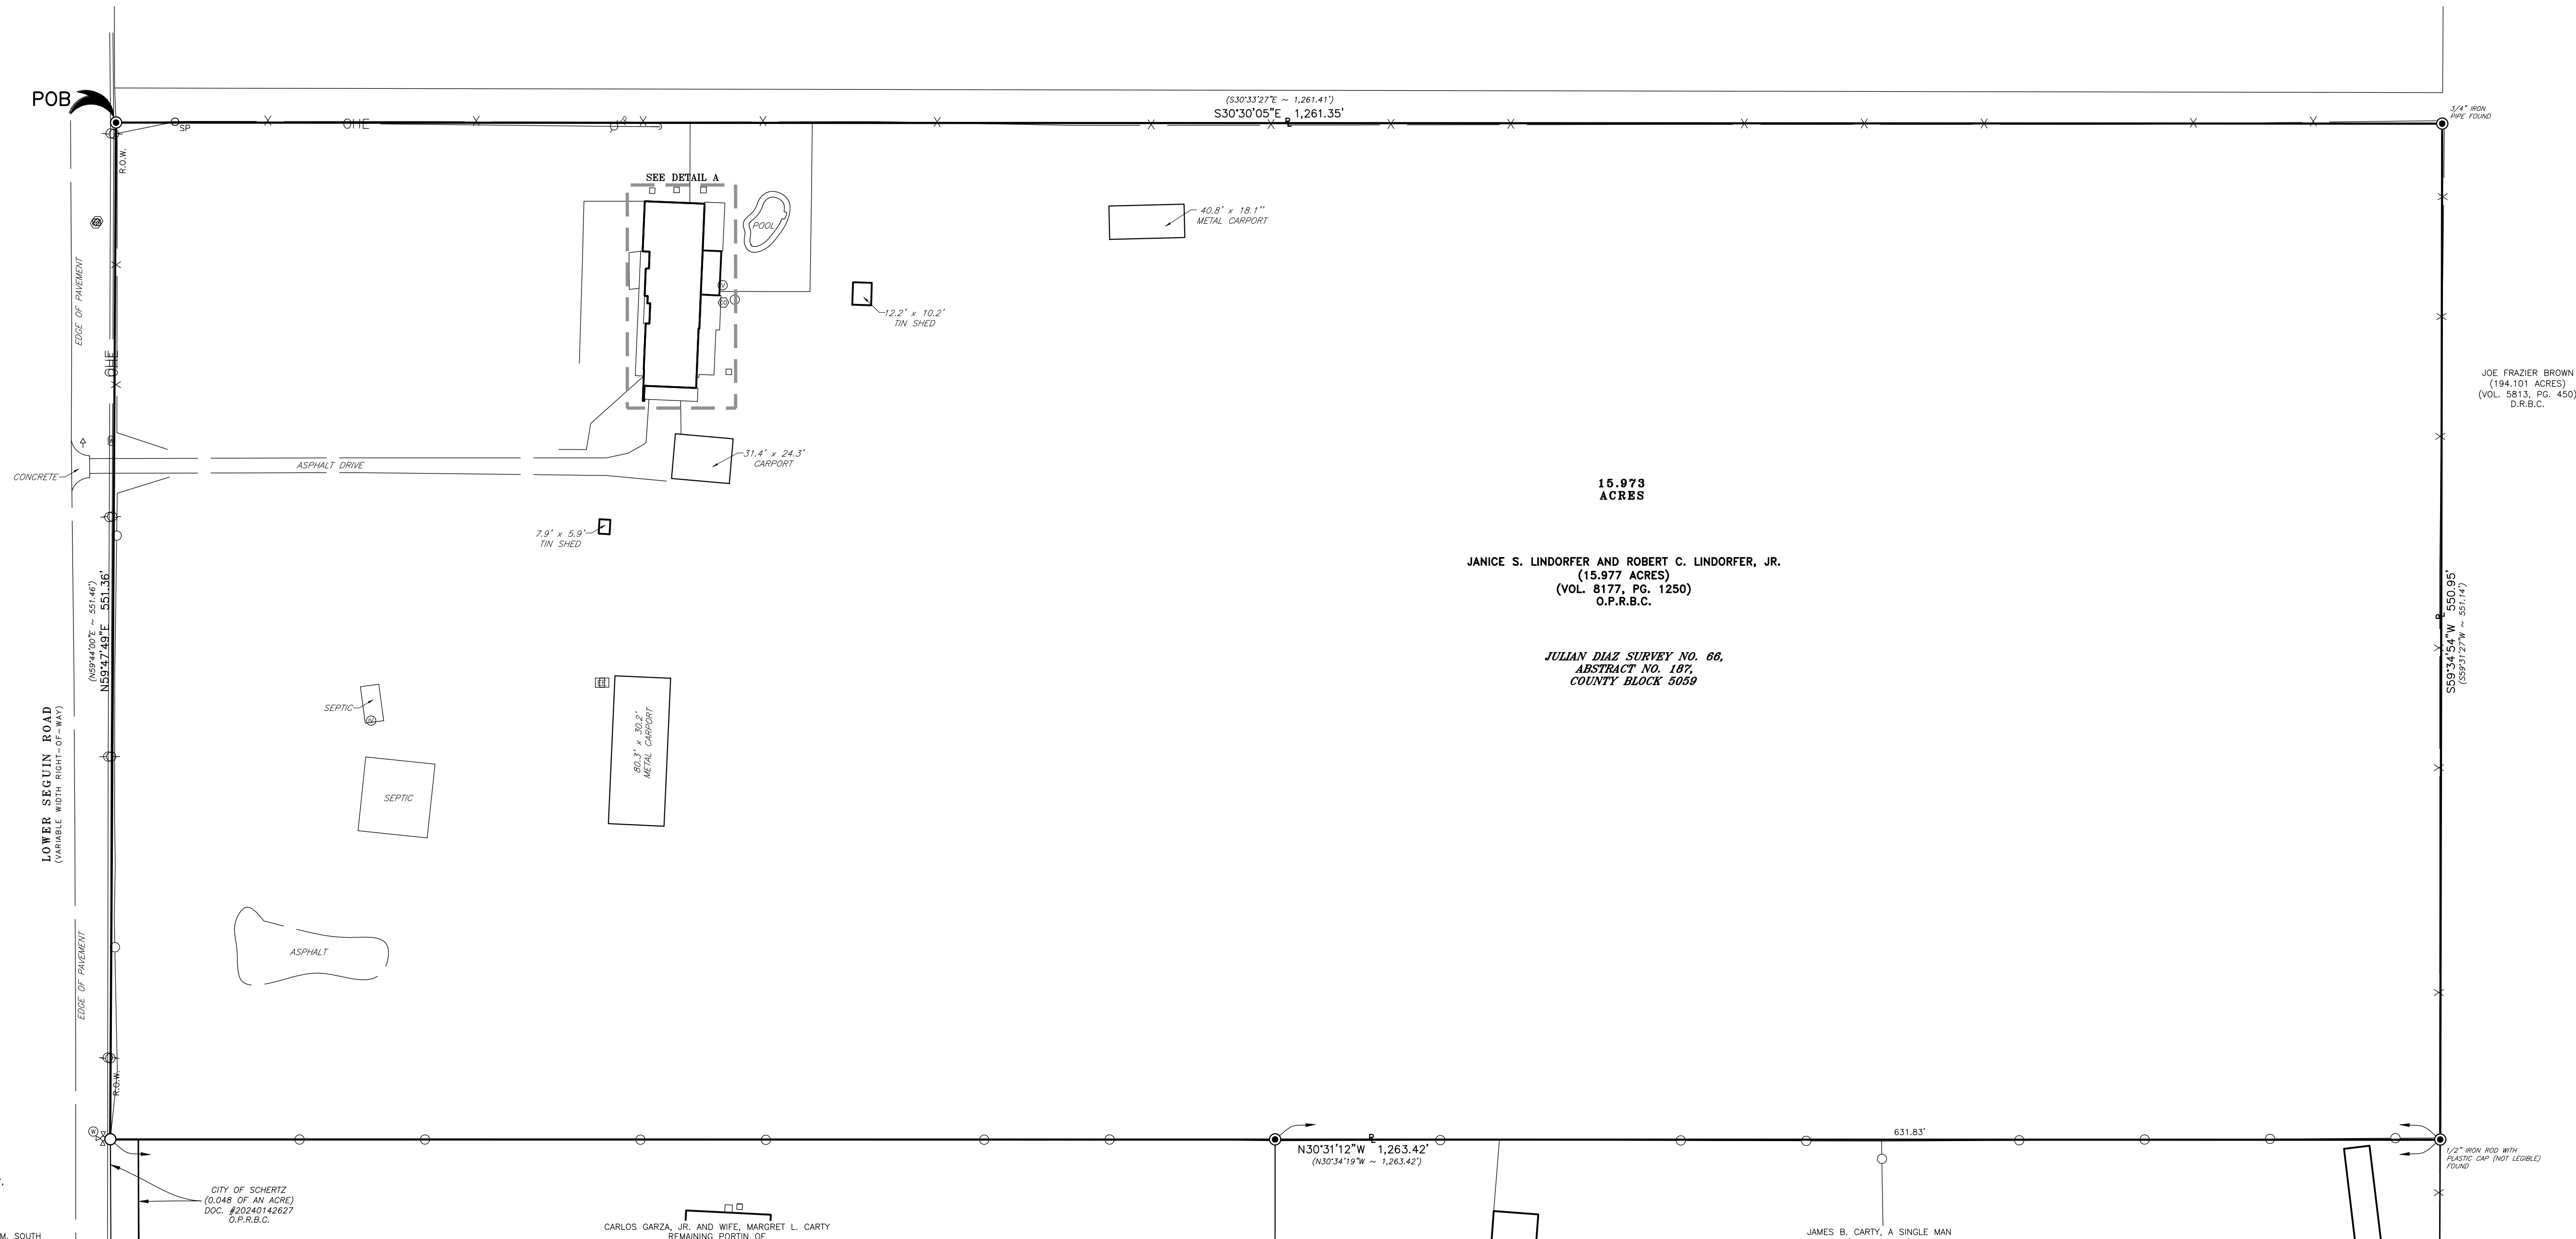 POB
(S30°33'27"E ~ 1,261.41')
S30°30'05"E 1,261.35'
3/4" IRON
PIPE FOUND
SP
OHE
R.O.W.
SEE DETAIL A
POOL
40.8' x 18.1''
METAL CARPORT
12.2' x 10.2'
TIN SHED
EDGE OF PAVEMENT
OHE
JOE FRAZIER BROWN
(194.101 ACRES)
(VOL. 5813, PG. 450)
D.R.B.C.
31.4' x 24.3'
CARPORT
ASPHALT DRIVE
CONCRETE
15.973
ACRES
7.9' x 5.9'
TIN SHED
JANICE S. LINDORFER AND ROBERT C. LINDORFER, JR.
(15.977 ACRES)
(VOL. 8177, PG. 1250)
O.P.R.B.C.
(N59°44'00"E ~ 551.46')
N59°47'49"E 551.36'
S59°34'54"W 550.95'
(S59°31'27"W ~ 551.14')
JULIAN DIAZ SURVEY NO. 66,
ABSTRACT NO. 187,
COUNTY BLOCK 5059
LOWER SEGUIN ROAD
(VARIABLE WIDTH RIGHT-OF-WAY)
SEPTIC
80.3' x 30.2'
METAL CARPORT
SEPTIC
ASPHALT
EDGE OF PAVEMENT
R.O.W.
W
631.83'
N30°31'12"W 1,263.42'
(N30°34'19"W ~ 1,263.42')
1/2" IRON ROD WITH
PLASTIC CAP (NOT LEGIBLE)
FOUND
CITY OF SCHERTZ
(0.048 OF AN ACRE)
DOC. #20240142627
O.P.R.B.C.
CARLOS GARZA, JR. AND WIFE, MARGRET L. CARTY
REMAINING PORTIN OF
JAMES B. CARTY, A SINGLE MAN
M. SOUTH